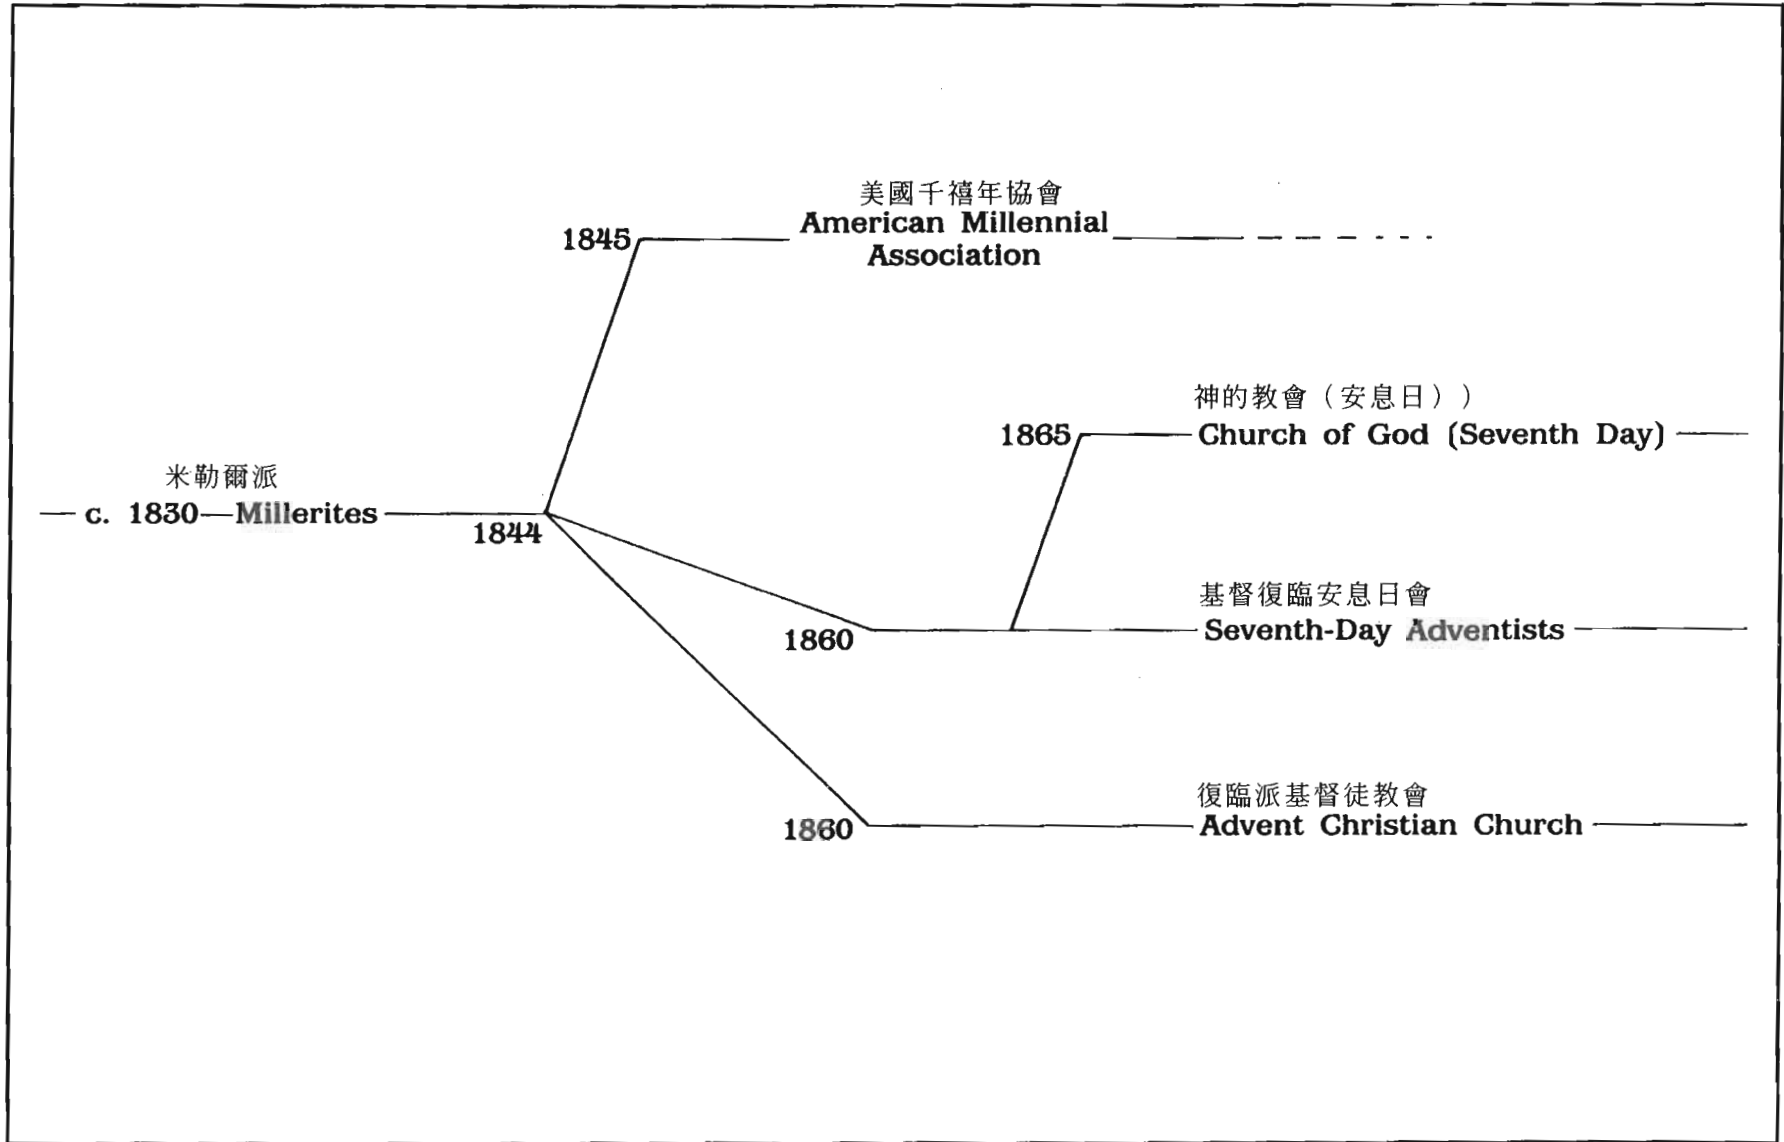 美國千禧年協會
1845
American Millennial
Association
神的教會（安息日））
1865
Church of God (Seventh Day)
米勒爾派
c. 1830—Millerites
1844
基督復臨安息日會
1860
Seventh-Day Adventists
復臨派基督徒教會
1860
Advent Christian Church